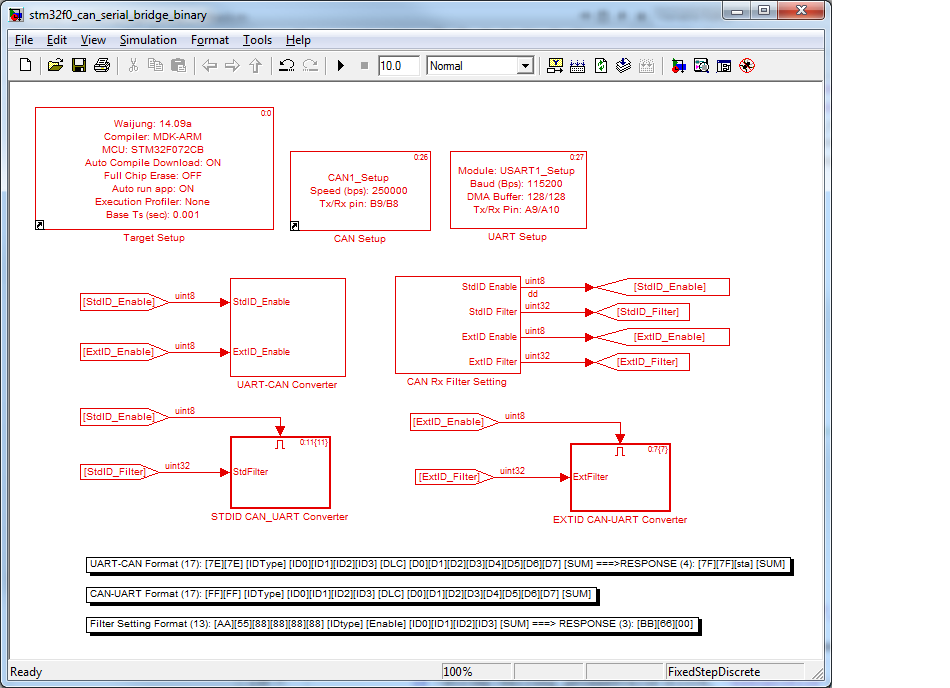 stm32f0_can_serial_bridge_binary
File Edit View Simulation Format Tools Help
10.0 Normal
0:0
Waijung: 14.09a
Compiler: MDK-ARM
MCU: STM32F072CB
Auto Compile Download: ON
Full Chip Erase: OFF
Auto run app: ON
Execution Profiler: None
Base Ts (sec): 0.001
Target Setup
0:26
CAN1_Setup
Speed (bps): 250000
Tx/Rx pin: B9/B8
CAN Setup
0:27
Module: USART1_Setup
Baud (Bps): 115200
DMA Buffer: 128/128
Tx/Rx Pin: A9/A10
UART Setup
[StdID_Enable] uint8 StdID_Enable
[ExtID_Enable] uint8 ExtID_Enable
UART-CAN Converter
StdID Enable uint8 [StdID_Enable]
dd
StdID Filter uint32 [StdID_Filter]
ExtID Enable uint8 [ExtID_Enable]
ExtID Filter uint32 [ExtID_Filter]
CAN Rx Filter Setting
[StdID_Enable] uint8
0:11{11}
[StdID_Filter] uint32 StdFilter
STDID CAN_UART Converter
[ExtID_Enable] uint8
0:7{7}
[ExtID_Filter] uint32 ExtFilter
EXTID CAN-UART Converter
UART-CAN Format (17): [7E][7E] [IDType] [ID0][ID1][ID2][ID3] [DLC] [D0][D1][D2][D3][D4][D5][D6][D7] [SUM] ===>RESPONSE (4): [7F][7F][sta] [SUM]
CAN-UART Format (17): [FF][FF] [IDType] [ID0][ID1][ID2][ID3] [DLC] [D0][D1][D2][D3][D4][D5][D6][D7] [SUM]
Filter Setting Format (13): [AA][55][88][88][88][88] [IDtype] [Enable] [ID0][ID1][ID2][ID3] [SUM] ===> RESPONSE (3): [BB][66][00]
Ready 100% FixedStepDiscrete